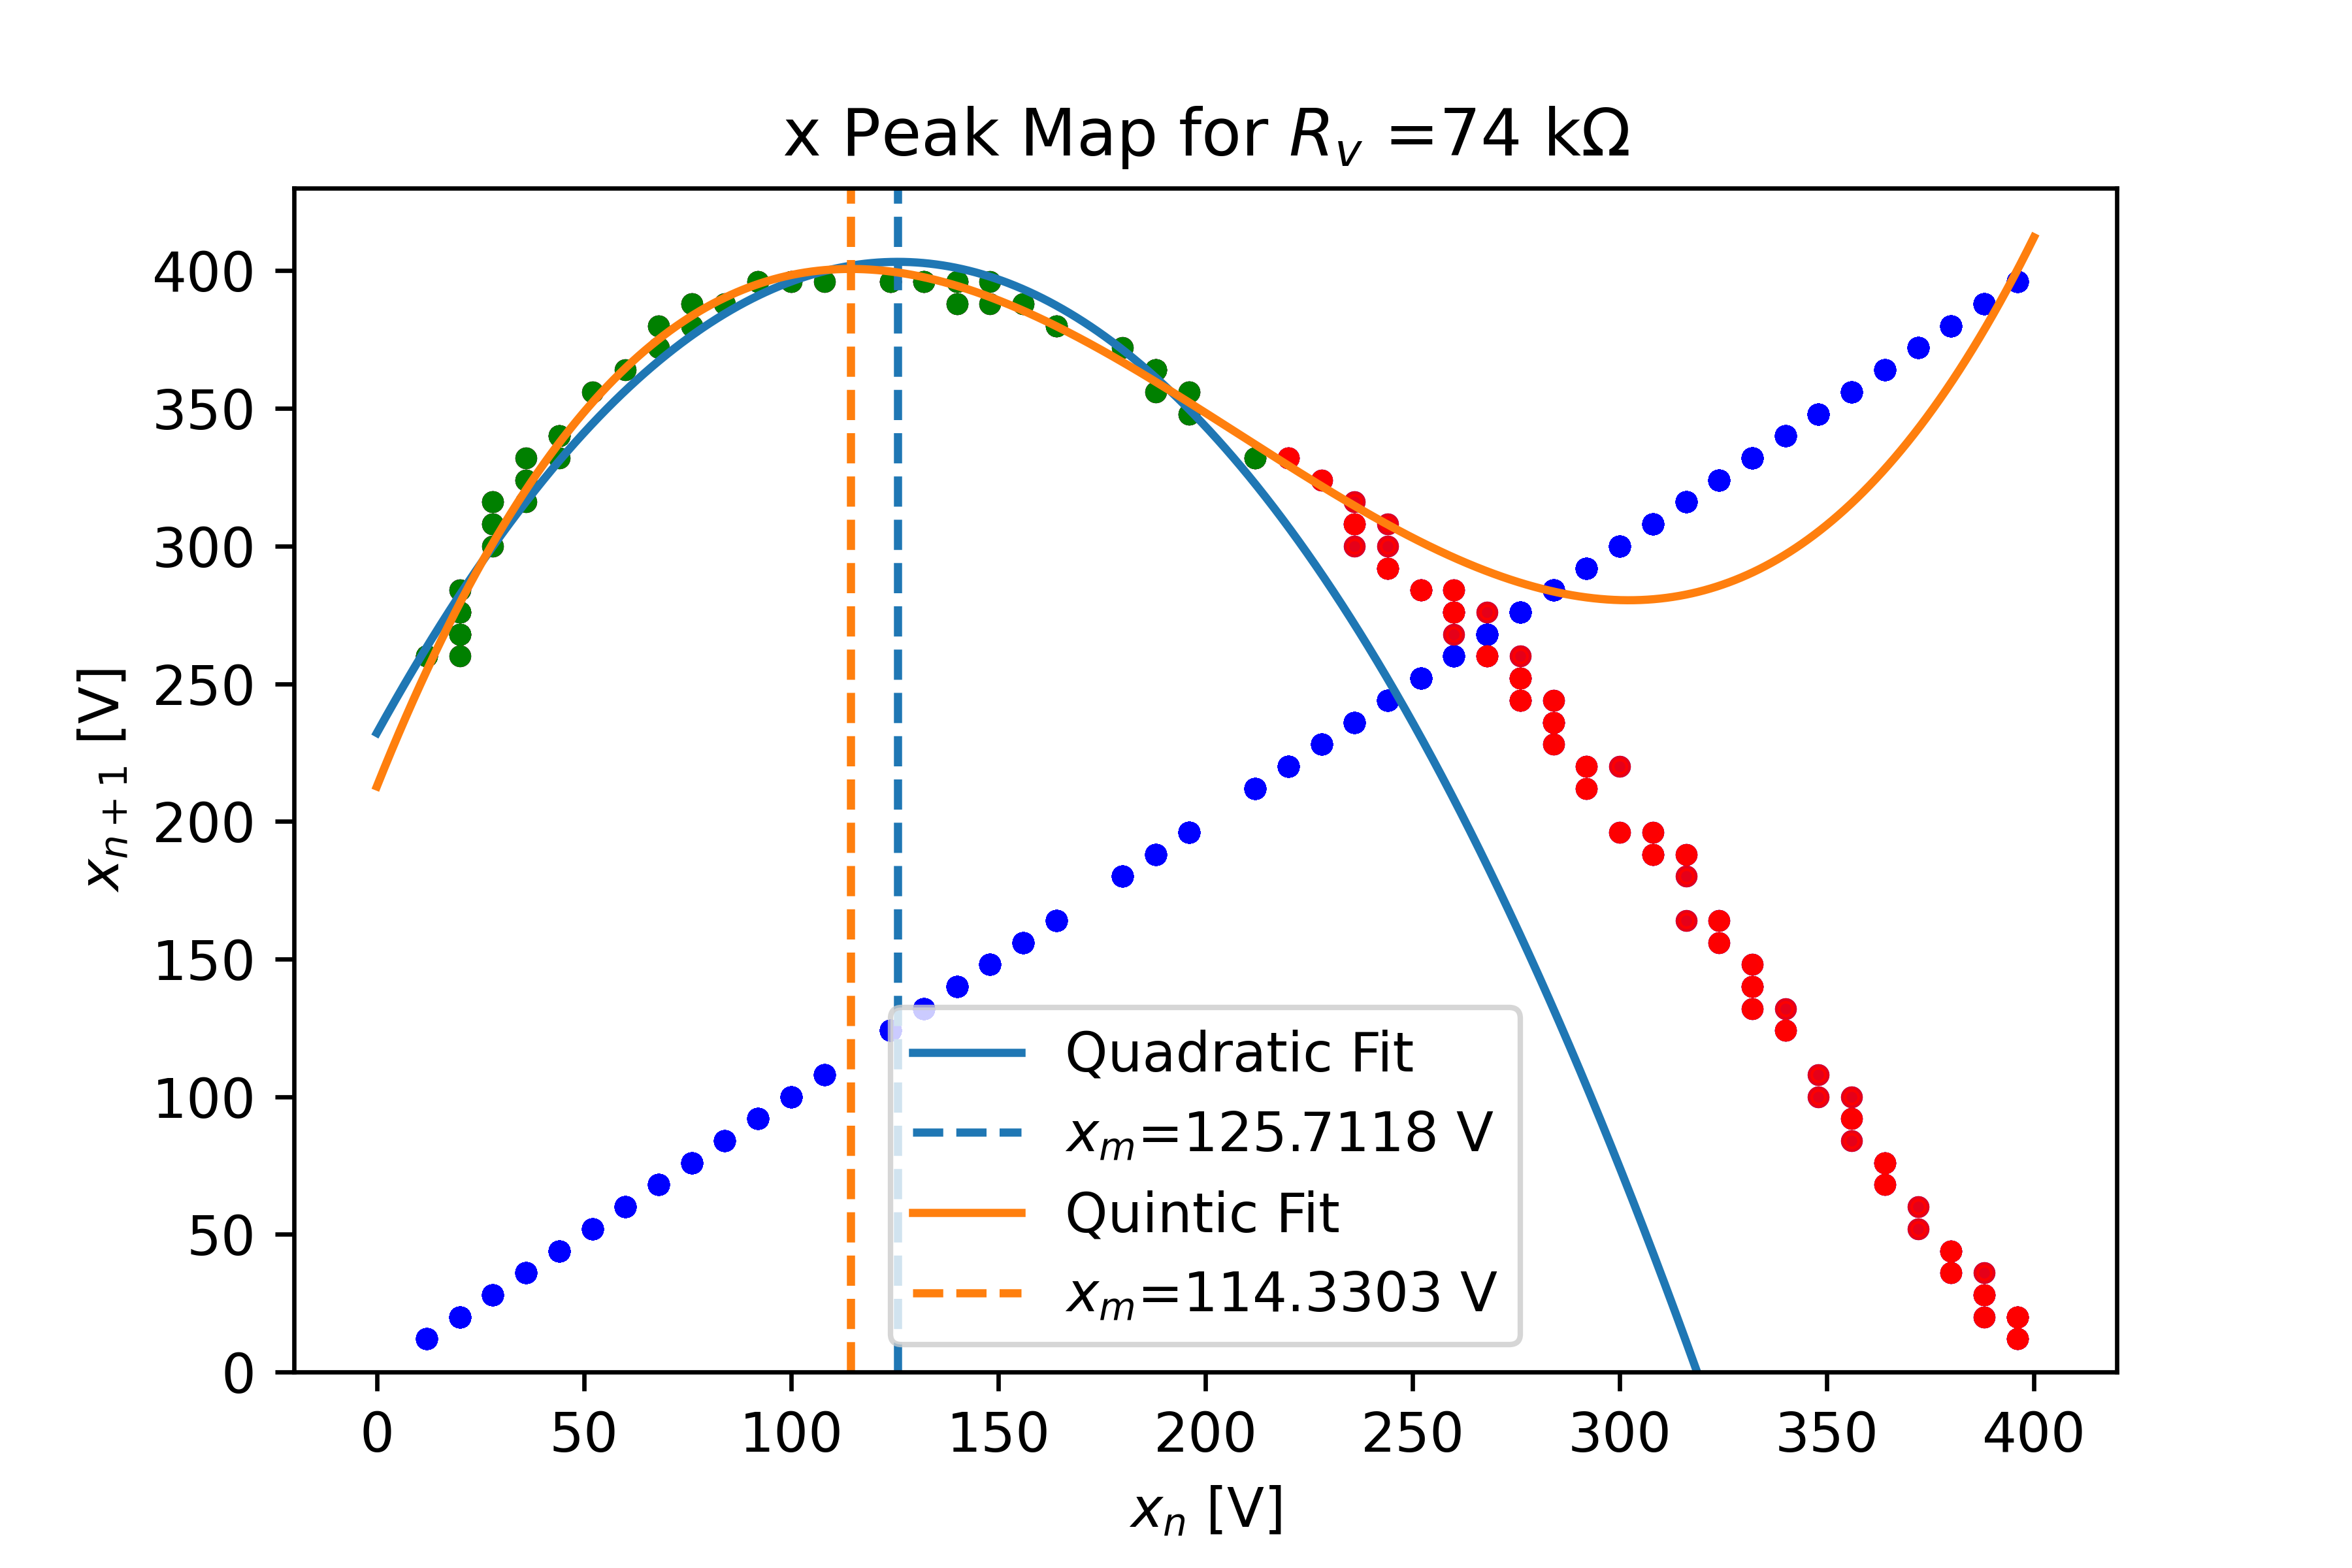 x Peak Map for R_v =74 kΩ
x_{n+1} [V]
400
350
300
250
200
150
100
50
0
Quadratic Fit
x_m=125.7118 V
Quintic Fit
x_m=114.3303 V
0 50 100 150 200 250 300 350 400
x_n [V]